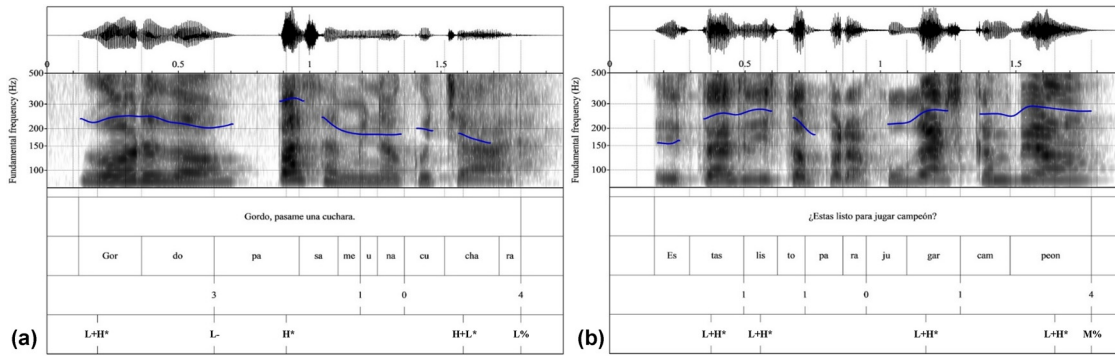 0 0.5 1 1.5
500
300
200
150
100
Fundamental frequency (Hz)
Gordo, pasame una cuchara.
Gor do pa sa me u na cu cha ra
3 1 0 4
(a) L+H* L- H* H+L* L%
0 0.5 1 1.5
500
300
200
150
100
Fundamental frequency (Hz)
¿Estas listo para jugar campeón?
Es tas lis to pa ra ju gar cam peon
1 1 0 1 4
(b) L+H* L+H* L+H* L+H* M%